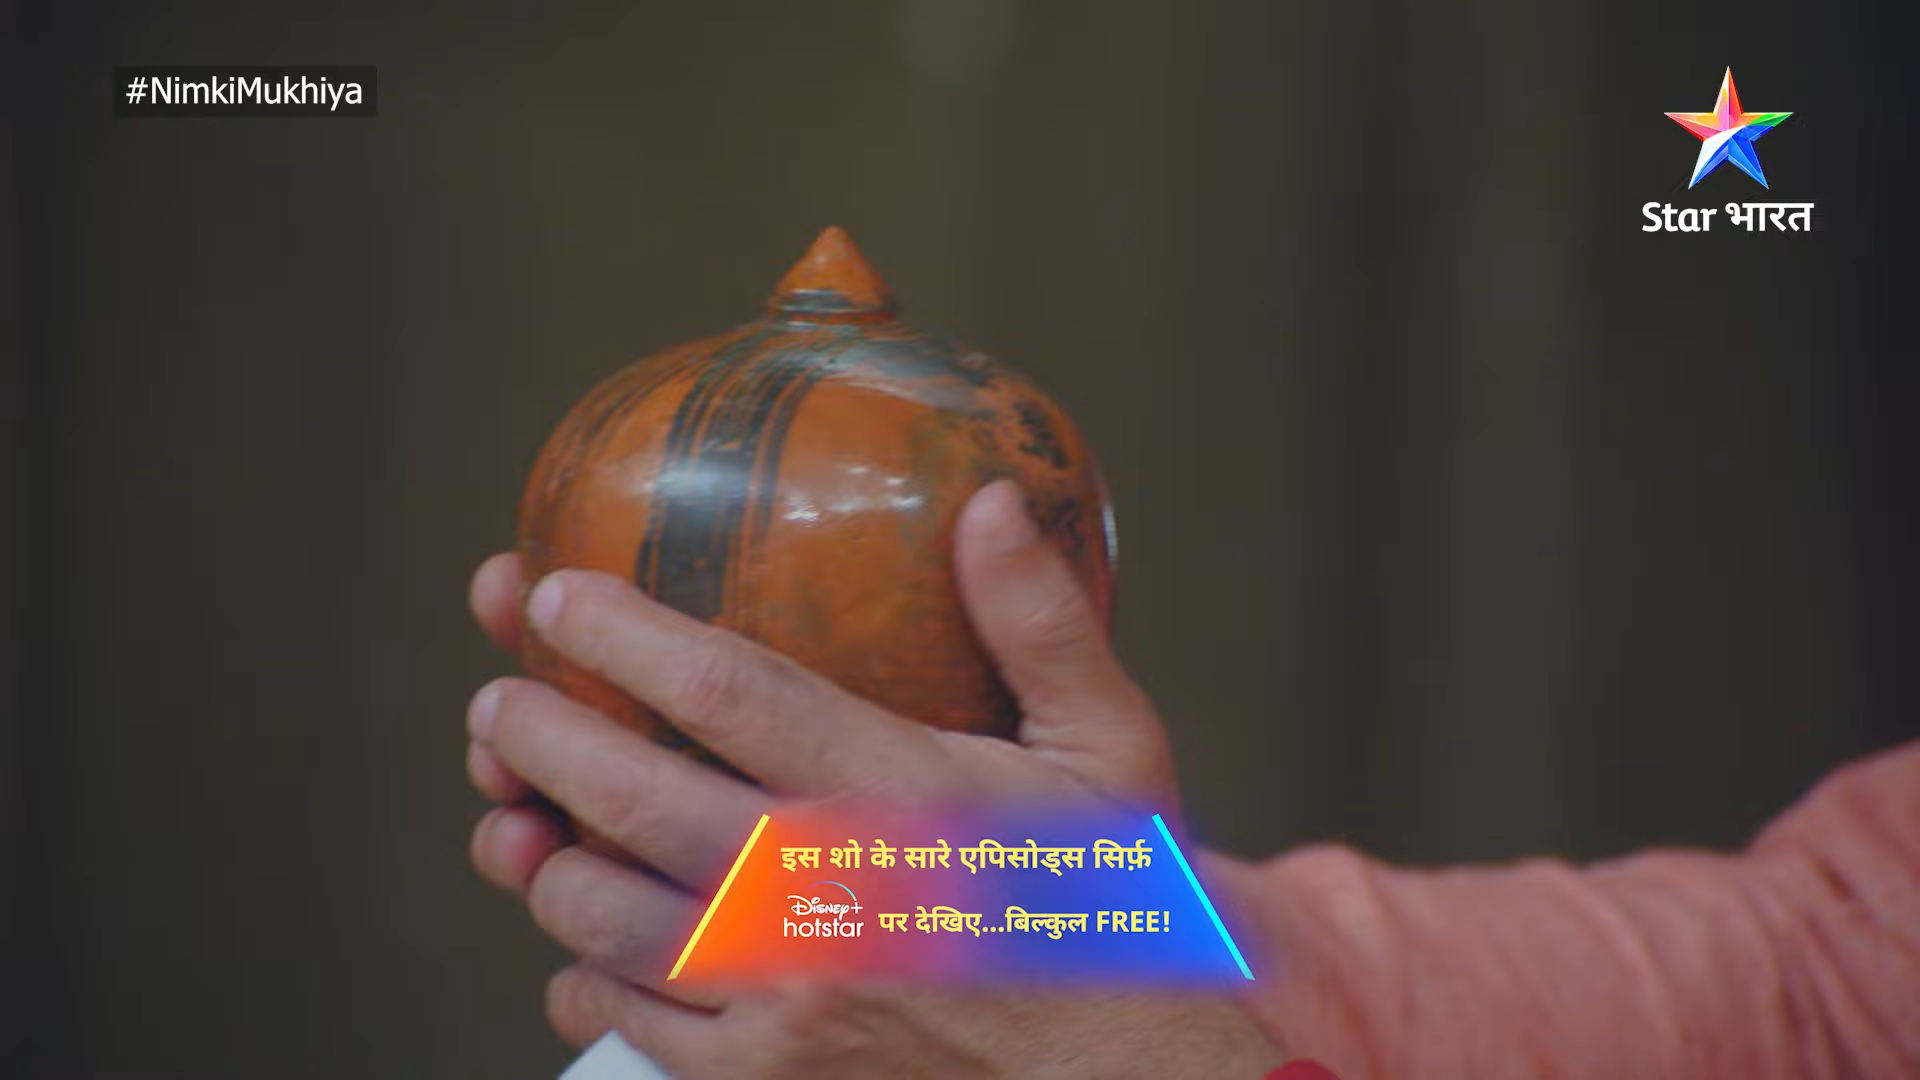 #NimkiMukhiya
Star भारत
इस शो के सारे एपिसोड्स सिर्फ़
Disney+ hotstar पर देखिए...बिल्कुल FREE!